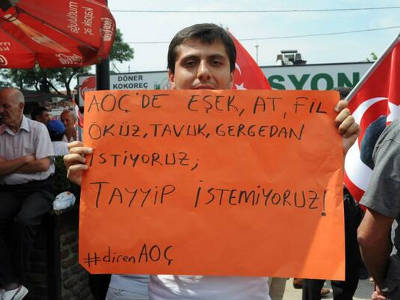 DÖNER
KOKOREÇ
SYON
AOÇ'DE EŞEK, AT, FİL
ÖKÜZ, TAVUK, GERGEDAN
İSTİYORUZ;
TAYYİP İSTEMİYORUZ!
#direnAOÇ